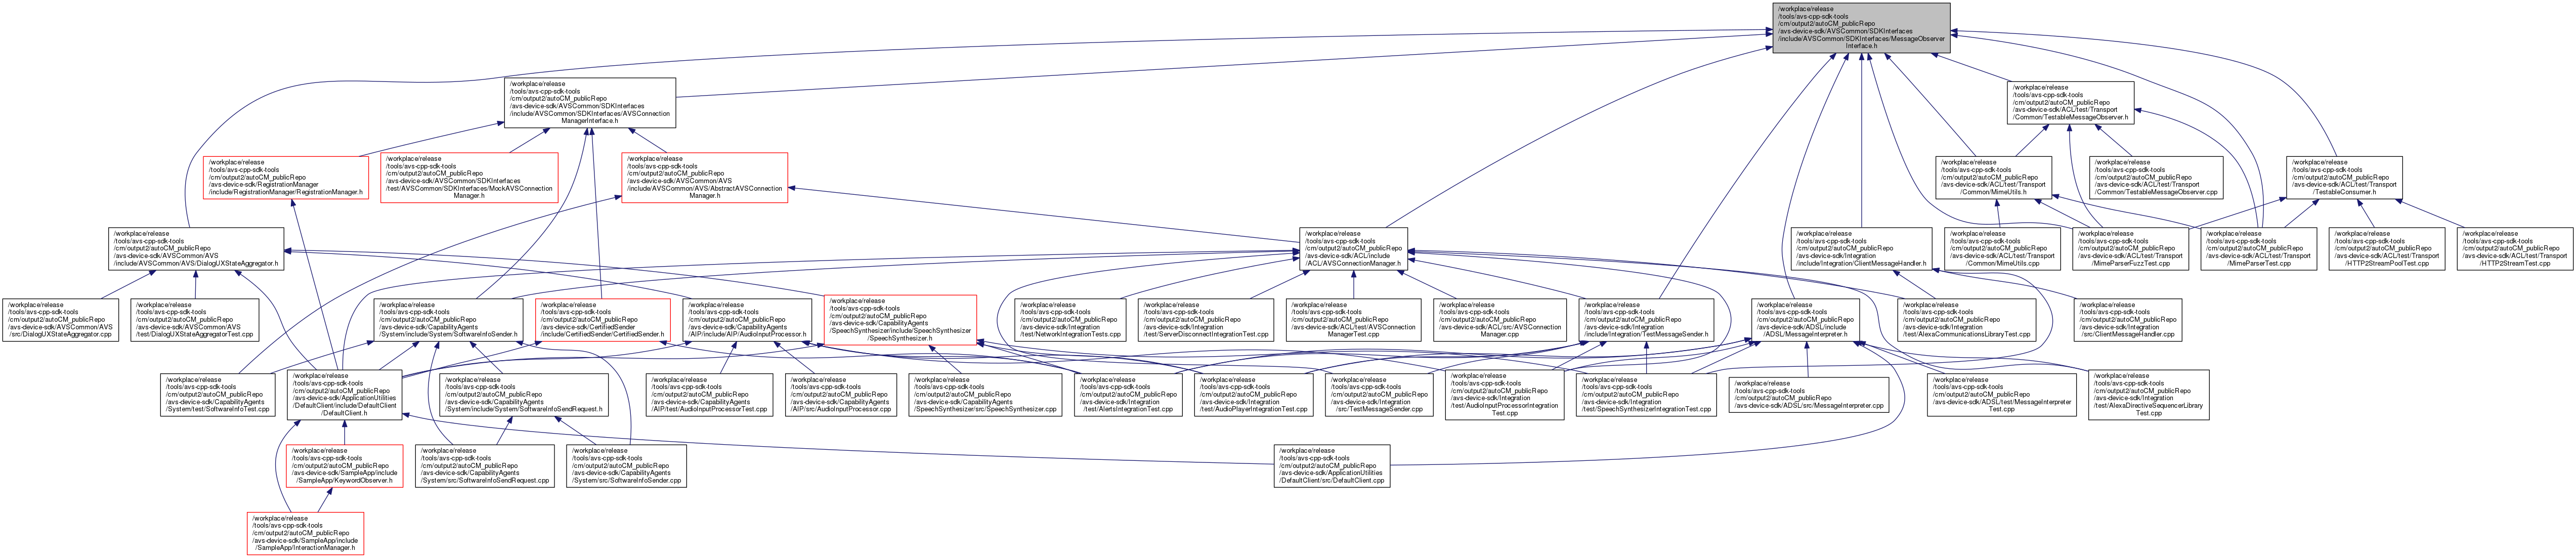 /workplace/release
/tools/avs-cpp-sdk-tools
/cm/output2/autoCM_publicRepo
/avs-device-sdk/AVSCommon/SDKInterfaces
/include/AVSCommon/SDKInterfaces/MessageObserver
Interface.h
/workplace/release
/tools/avs-cpp-sdk-tools
/cm/output2/autoCM_publicRepo
/avs-device-sdk/AVSCommon/SDKInterfaces
/include/AVSCommon/SDKInterfaces/AVSConnection
ManagerInterface.h
/workplace/release
/tools/avs-cpp-sdk-tools
/cm/output2/autoCM_publicRepo
/avs-device-sdk/ACL/test/Transport
/Common/TestableMessageObserver.h
/workplace/release
/tools/avs-cpp-sdk-tools
/cm/output2/autoCM_publicRepo
/avs-device-sdk/RegistrationManager
/include/RegistrationManager/RegistrationManager.h
/workplace/release
/tools/avs-cpp-sdk-tools
/cm/output2/autoCM_publicRepo
/avs-device-sdk/AVSCommon/SDKInterfaces
/test/AVSCommon/SDKInterfaces/MockAVSConnection
Manager.h
/workplace/release
/tools/avs-cpp-sdk-tools
/cm/output2/autoCM_publicRepo
/avs-device-sdk/AVSCommon/AVS
/include/AVSCommon/AVS/AbstractAVSConnection
Manager.h
/workplace/release
/tools/avs-cpp-sdk-tools
/cm/output2/autoCM_publicRepo
/avs-device-sdk/ACL/test/Transport
/Common/MimeUtils.h
/workplace/release
/tools/avs-cpp-sdk-tools
/cm/output2/autoCM_publicRepo
/avs-device-sdk/ACL/test/Transport
/Common/TestableMessageObserver.cpp
/workplace/release
/tools/avs-cpp-sdk-tools
/cm/output2/autoCM_publicRepo
/avs-device-sdk/ACL/test/Transport
/TestableConsumer.h
/workplace/release
/tools/avs-cpp-sdk-tools
/cm/output2/autoCM_publicRepo
/avs-device-sdk/AVSCommon/AVS
/include/AVSCommon/AVS/DialogUXStateAggregator.h
/workplace/release
/tools/avs-cpp-sdk-tools
/cm/output2/autoCM_publicRepo
/avs-device-sdk/ACL/include
/ACL/AVSConnectionManager.h
/workplace/release
/tools/avs-cpp-sdk-tools
/cm/output2/autoCM_publicRepo
/avs-device-sdk/Integration
/include/Integration/ClientMessageHandler.h
/workplace/release
/tools/avs-cpp-sdk-tools
/cm/output2/autoCM_publicRepo
/avs-device-sdk/ACL/test/Transport
/Common/MimeUtils.cpp
/workplace/release
/tools/avs-cpp-sdk-tools
/cm/output2/autoCM_publicRepo
/avs-device-sdk/ACL/test/Transport
/MimeParserFuzzTest.cpp
/workplace/release
/tools/avs-cpp-sdk-tools
/cm/output2/autoCM_publicRepo
/avs-device-sdk/ACL/test/Transport
/MimeParserTest.cpp
/workplace/release
/tools/avs-cpp-sdk-tools
/cm/output2/autoCM_publicRepo
/avs-device-sdk/ACL/test/Transport
/HTTP2StreamPoolTest.cpp
/workplace/release
/tools/avs-cpp-sdk-tools
/cm/output2/autoCM_publicRepo
/avs-device-sdk/ACL/test/Transport
/HTTP2StreamTest.cpp
/workplace/release
/tools/avs-cpp-sdk-tools
/cm/output2/autoCM_publicRepo
/avs-device-sdk/AVSCommon/AVS
/src/DialogUXStateAggregator.cpp
/workplace/release
/tools/avs-cpp-sdk-tools
/cm/output2/autoCM_publicRepo
/avs-device-sdk/AVSCommon/AVS
/test/DialogUXStateAggregatorTest.cpp
/workplace/release
/tools/avs-cpp-sdk-tools
/cm/output2/autoCM_publicRepo
/avs-device-sdk/CapabilityAgents
/System/include/System/SoftwareInfoSender.h
/workplace/release
/tools/avs-cpp-sdk-tools
/cm/output2/autoCM_publicRepo
/avs-device-sdk/CertifiedSender
/include/CertifiedSender/CertifiedSender.h
/workplace/release
/tools/avs-cpp-sdk-tools
/cm/output2/autoCM_publicRepo
/avs-device-sdk/CapabilityAgents
/AIP/include/AIP/AudioInputProcessor.h
/workplace/release
/tools/avs-cpp-sdk-tools
/cm/output2/autoCM_publicRepo
/avs-device-sdk/CapabilityAgents
/SpeechSynthesizer/include/SpeechSynthesizer
/SpeechSynthesizer.h
/workplace/release
/tools/avs-cpp-sdk-tools
/cm/output2/autoCM_publicRepo
/avs-device-sdk/Integration
/test/NetworkIntegrationTests.cpp
/workplace/release
/tools/avs-cpp-sdk-tools
/cm/output2/autoCM_publicRepo
/avs-device-sdk/Integration
/test/ServerDisconnectIntegrationTest.cpp
/workplace/release
/tools/avs-cpp-sdk-tools
/cm/output2/autoCM_publicRepo
/avs-device-sdk/ACL/test/AVSConnection
ManagerTest.cpp
/workplace/release
/tools/avs-cpp-sdk-tools
/cm/output2/autoCM_publicRepo
/avs-device-sdk/ACL/src/AVSConnection
Manager.cpp
/workplace/release
/tools/avs-cpp-sdk-tools
/cm/output2/autoCM_publicRepo
/avs-device-sdk/Integration
/include/Integration/TestMessageSender.h
/workplace/release
/tools/avs-cpp-sdk-tools
/cm/output2/autoCM_publicRepo
/avs-device-sdk/ADSL/include
/ADSL/MessageInterpreter.h
/workplace/release
/tools/avs-cpp-sdk-tools
/cm/output2/autoCM_publicRepo
/avs-device-sdk/Integration
/test/AlexaCommunicationsLibraryTest.cpp
/workplace/release
/tools/avs-cpp-sdk-tools
/cm/output2/autoCM_publicRepo
/avs-device-sdk/Integration
/src/ClientMessageHandler.cpp
/workplace/release
/tools/avs-cpp-sdk-tools
/cm/output2/autoCM_publicRepo
/avs-device-sdk/CapabilityAgents
/System/test/SoftwareInfoTest.cpp
/workplace/release
/tools/avs-cpp-sdk-tools
/cm/output2/autoCM_publicRepo
/avs-device-sdk/ApplicationUtilities
/DefaultClient/include/DefaultClient
/DefaultClient.h
/workplace/release
/tools/avs-cpp-sdk-tools
/cm/output2/autoCM_publicRepo
/avs-device-sdk/CapabilityAgents
/System/include/System/SoftwareInfoSendRequest.h
/workplace/release
/tools/avs-cpp-sdk-tools
/cm/output2/autoCM_publicRepo
/avs-device-sdk/CapabilityAgents
/AIP/test/AudioInputProcessorTest.cpp
/workplace/release
/tools/avs-cpp-sdk-tools
/cm/output2/autoCM_publicRepo
/avs-device-sdk/CapabilityAgents
/AIP/src/AudioInputProcessor.cpp
/workplace/release
/tools/avs-cpp-sdk-tools
/cm/output2/autoCM_publicRepo
/avs-device-sdk/CapabilityAgents
/SpeechSynthesizer/src/SpeechSynthesizer.cpp
/workplace/release
/tools/avs-cpp-sdk-tools
/cm/output2/autoCM_publicRepo
/avs-device-sdk/Integration
/test/AlertsIntegrationTest.cpp
/workplace/release
/tools/avs-cpp-sdk-tools
/cm/output2/autoCM_publicRepo
/avs-device-sdk/Integration
/test/AudioPlayerIntegrationTest.cpp
/workplace/release
/tools/avs-cpp-sdk-tools
/cm/output2/autoCM_publicRepo
/avs-device-sdk/Integration
/src/TestMessageSender.cpp
/workplace/release
/tools/avs-cpp-sdk-tools
/cm/output2/autoCM_publicRepo
/avs-device-sdk/Integration
/test/AudioInputProcessorIntegration
Test.cpp
/workplace/release
/tools/avs-cpp-sdk-tools
/cm/output2/autoCM_publicRepo
/avs-device-sdk/Integration
/test/SpeechSynthesizerIntegrationTest.cpp
/workplace/release
/tools/avs-cpp-sdk-tools
/cm/output2/autoCM_publicRepo
/avs-device-sdk/ADSL/src/MessageInterpreter.cpp
/workplace/release
/tools/avs-cpp-sdk-tools
/cm/output2/autoCM_publicRepo
/avs-device-sdk/ADSL/test/MessageInterpreter
Test.cpp
/workplace/release
/tools/avs-cpp-sdk-tools
/cm/output2/autoCM_publicRepo
/avs-device-sdk/Integration
/test/AlexaDirectiveSequencerLibrary
Test.cpp
/workplace/release
/tools/avs-cpp-sdk-tools
/cm/output2/autoCM_publicRepo
/avs-device-sdk/SampleApp/include
/SampleApp/KeywordObserver.h
/workplace/release
/tools/avs-cpp-sdk-tools
/cm/output2/autoCM_publicRepo
/avs-device-sdk/CapabilityAgents
/System/src/SoftwareInfoSendRequest.cpp
/workplace/release
/tools/avs-cpp-sdk-tools
/cm/output2/autoCM_publicRepo
/avs-device-sdk/CapabilityAgents
/System/src/SoftwareInfoSender.cpp
/workplace/release
/tools/avs-cpp-sdk-tools
/cm/output2/autoCM_publicRepo
/avs-device-sdk/ApplicationUtilities
/DefaultClient/src/DefaultClient.cpp
/workplace/release
/tools/avs-cpp-sdk-tools
/cm/output2/autoCM_publicRepo
/avs-device-sdk/SampleApp/include
/SampleApp/InteractionManager.h